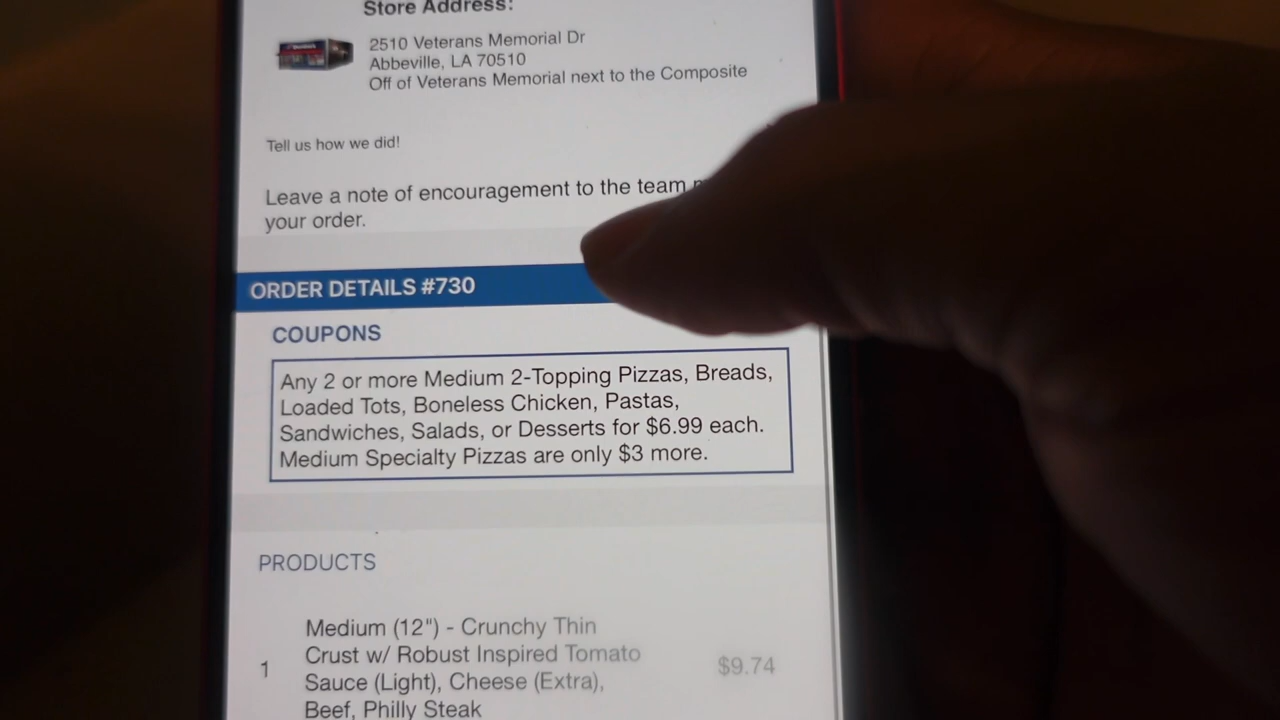 Store Address:
2510 Veterans Memorial Dr
Abbeville, LA 70510
Off of Veterans Memorial next to the Composite
Tell us how we did!
Leave a note of encouragement to the team
your order.
ORDER DETAILS #730
COUPONS
Any 2 or more Medium 2-Topping Pizzas, Breads,
Loaded Tots, Boneless Chicken, Pastas,
Sandwiches, Salads, or Desserts for $6.99 each.
Medium Specialty Pizzas are only $3 more.
PRODUCTS
Medium (12") - Crunchy Thin
Crust w/ Robust Inspired Tomato
1 $9.74
Sauce (Light), Cheese (Extra),
Beef, Philly Steak